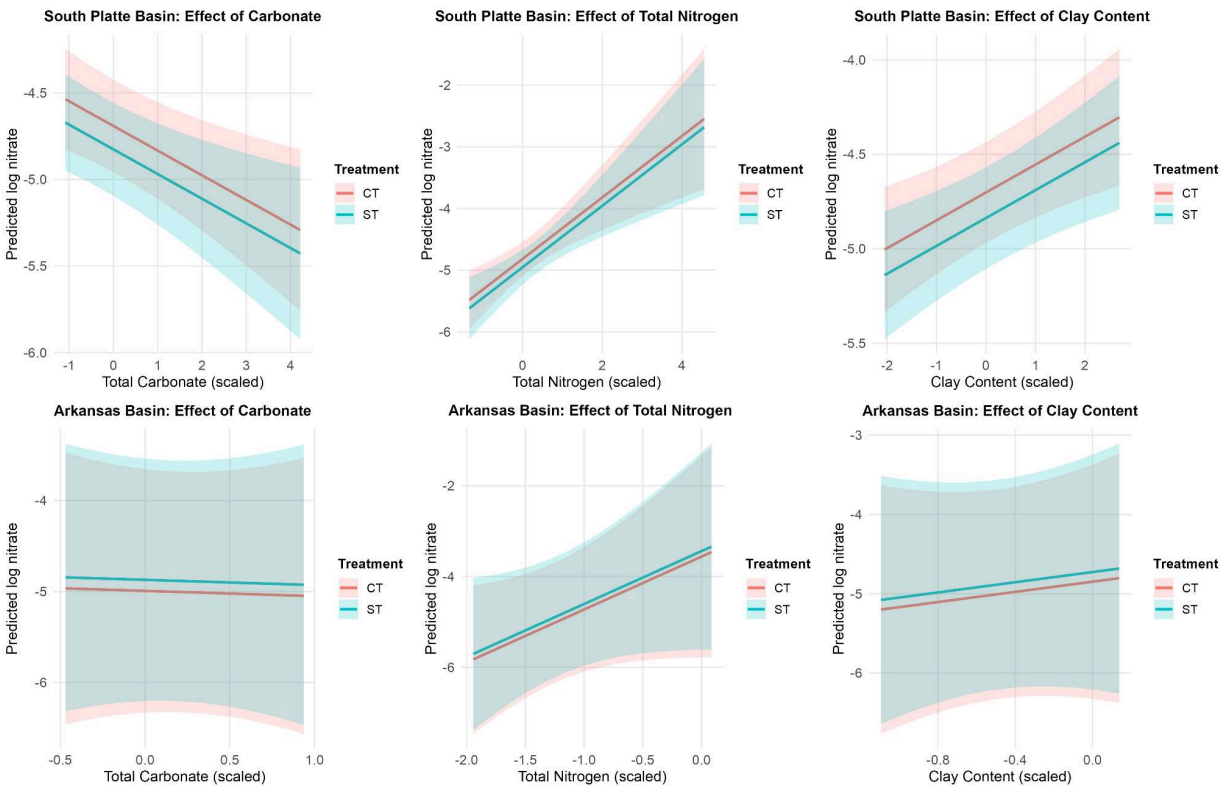 South Platte Basin: Effect of Carbonate
Predicted log nitrate
-4.5
-5.0
-5.5
-6.0
-1 0 1 2 3 4
Total Carbonate (scaled)
Treatment
CT
ST
South Platte Basin: Effect of Total Nitrogen
Predicted log nitrate
-2
-3
-4
-5
-6
0 2 4
Total Nitrogen (scaled)
Treatment
CT
ST
South Platte Basin: Effect of Clay Content
Predicted log nitrate
-4.0
-4.5
-5.0
-5.5
-2 -1 0 1 2
Clay Content (scaled)
Treatment
CT
ST
Arkansas Basin: Effect of Carbonate
Predicted log nitrate
-4
-5
-6
-0.5 0.0 0.5 1.0
Total Carbonate (scaled)
Treatment
CT
ST
Arkansas Basin: Effect of Total Nitrogen
Predicted log nitrate
-2
-4
-6
-2.0 -1.5 -1.0 -0.5 0.0
Total Nitrogen (scaled)
Treatment
CT
ST
Arkansas Basin: Effect of Clay Content
Predicted log nitrate
-3
-4
-5
-6
-0.8 -0.4 0.0
Clay Content (scaled)
Treatment
CT
ST